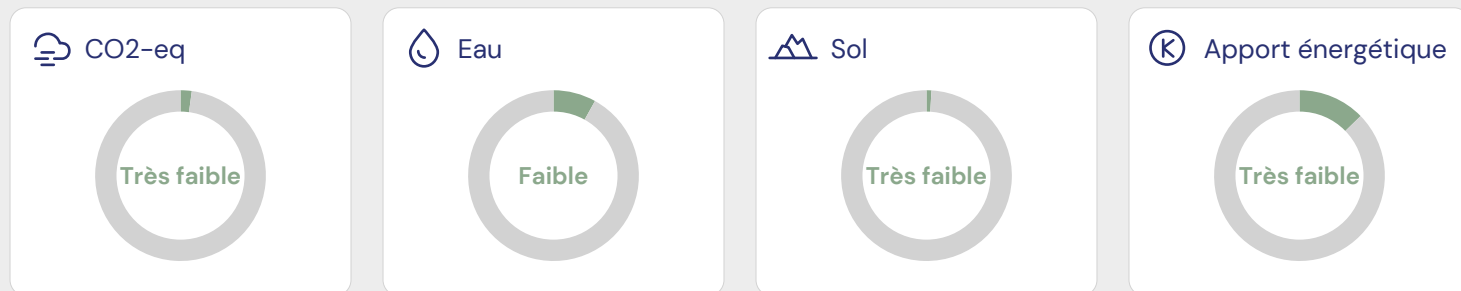 CO2-eq
Très faible
Eau
Faible
Sol
Très faible
Apport énergétique
Très faible